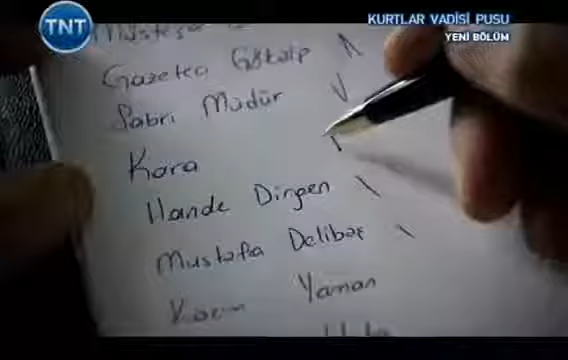 TNT
KURTLAR VADİSİ PUSU
YENİ BÖLÜM
Gazeteci Gökalp
Sabri Müdür
Kara
Hande Dirgen
Mustafa Delibaş
Yaman